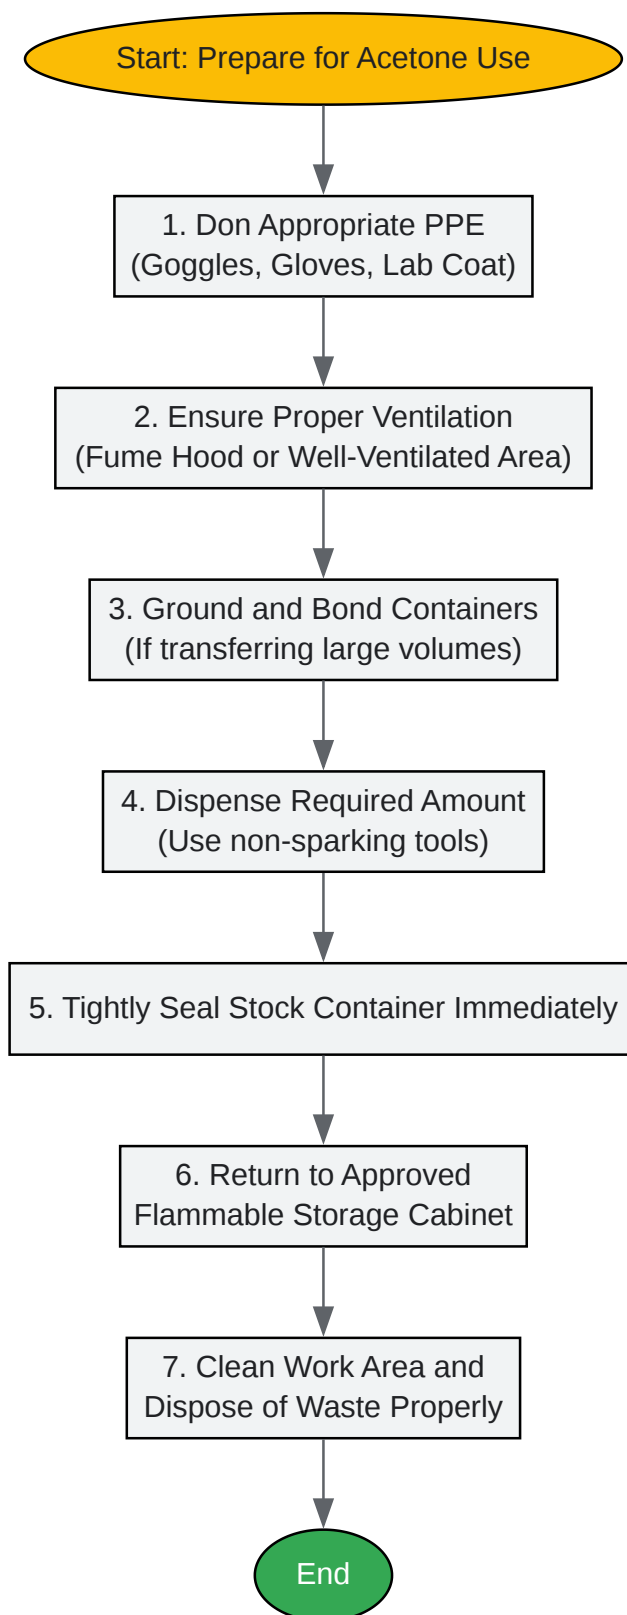 Start: Prepare for Acetone Use
1. Don Appropriate PPE
(Goggles, Gloves, Lab Coat)
2. Ensure Proper Ventilation
(Fume Hood or Well-Ventilated Area)
3. Ground and Bond Containers
(If transferring large volumes)
4. Dispense Required Amount
(Use non-sparking tools)
5. Tightly Seal Stock Container Immediately
6. Return to Approved
Flammable Storage Cabinet
7. Clean Work Area and
Dispose of Waste Properly
End